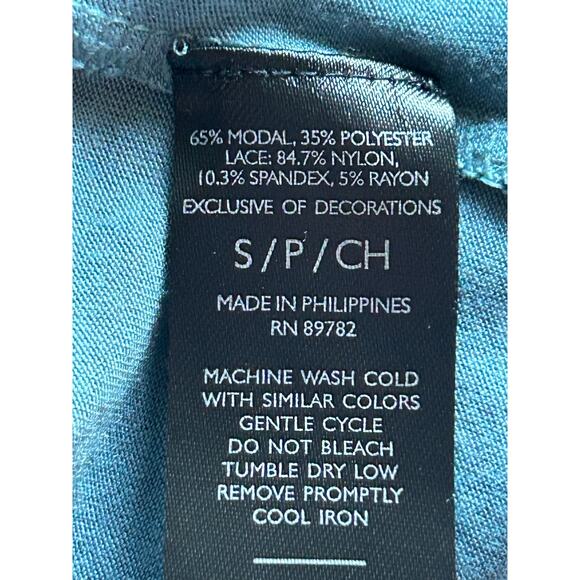 65% MODAL, 35% POLYESTER
LACE: 84.7% NYLON,
10.3% SPANDEX, 5% RAYON
EXCLUSIVE OF DECORATIONS
S/P/CH
MADE IN PHILIPPINES
RN 89782
MACHINE WASH COLD
WITH SIMILAR COLORS
GENTLE CYCLE
DO NOT BLEACH
TUMBLE DRY LOW
REMOVE PROMPTLY
COOL IRON